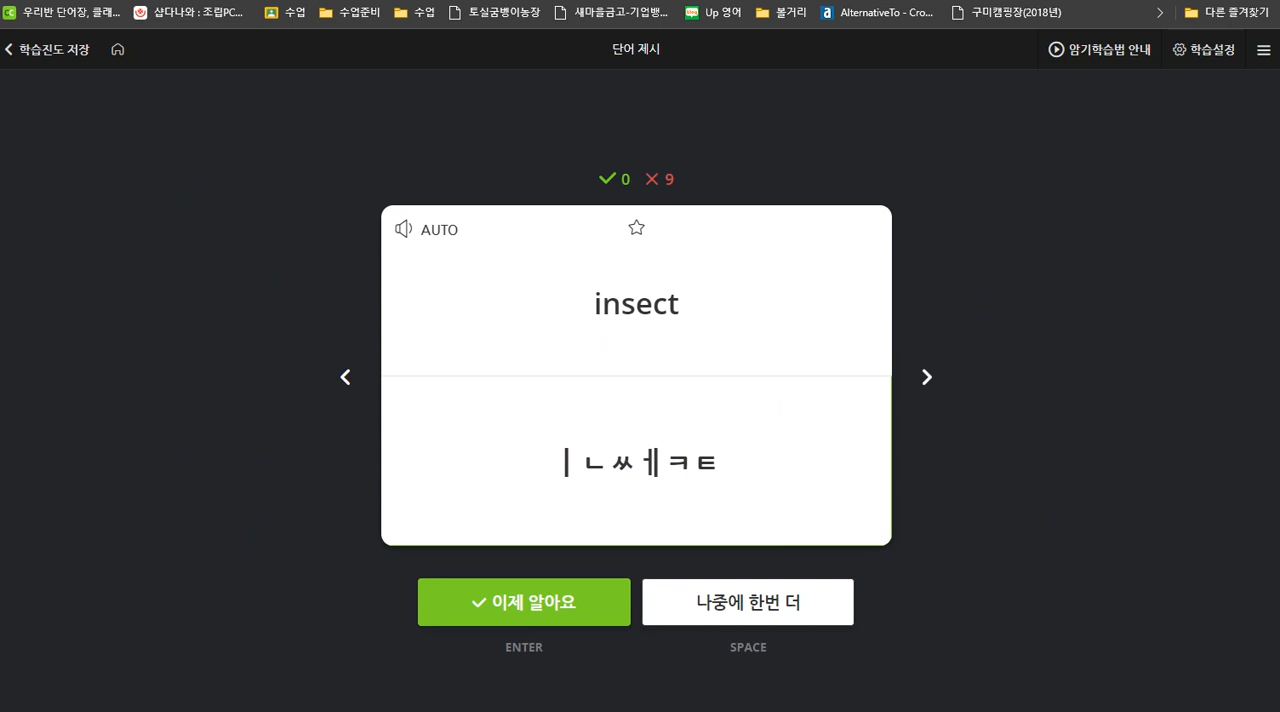 우리반 단어장, 클래... 샵다나와 : 조립PC... 수업 수업준비 수업 토실굼벵이농장 새마을금고-기업뱅... Up 영어 볼거리 AlternativeTo - Cro... 구미캠핑장(2018년) 다른 즐겨찾기
학습진도 저장 단어 제시 암기학습법 안내 학습설정
0 9
AUTO
insect
ㅣㄴㅆㅔㅋㅌ
이제 알아요 나중에 한번 더
ENTER SPACE